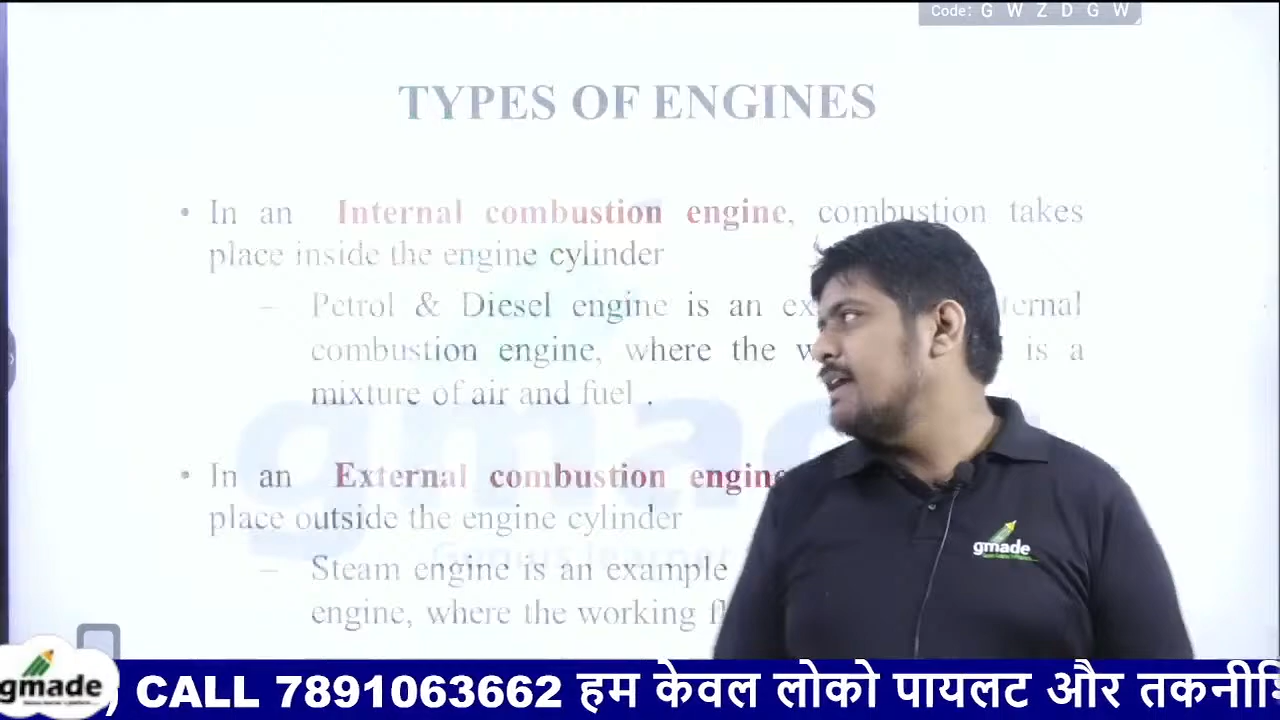 Code: G W Z D G W
TYPES OF ENGINES
• In an Internal combustion engine, combustion takes
place inside the engine cylinder
– Petrol & Diesel engine is an
combustion engine, where the is a
mixture of air and fuel .
gmade
• In an External combustion engine
place outside the engine cylinder
– Steam engine is an example
engine, where the working
gmade
gmade
CALL 7891063662 हम केवल लोको पायलट और